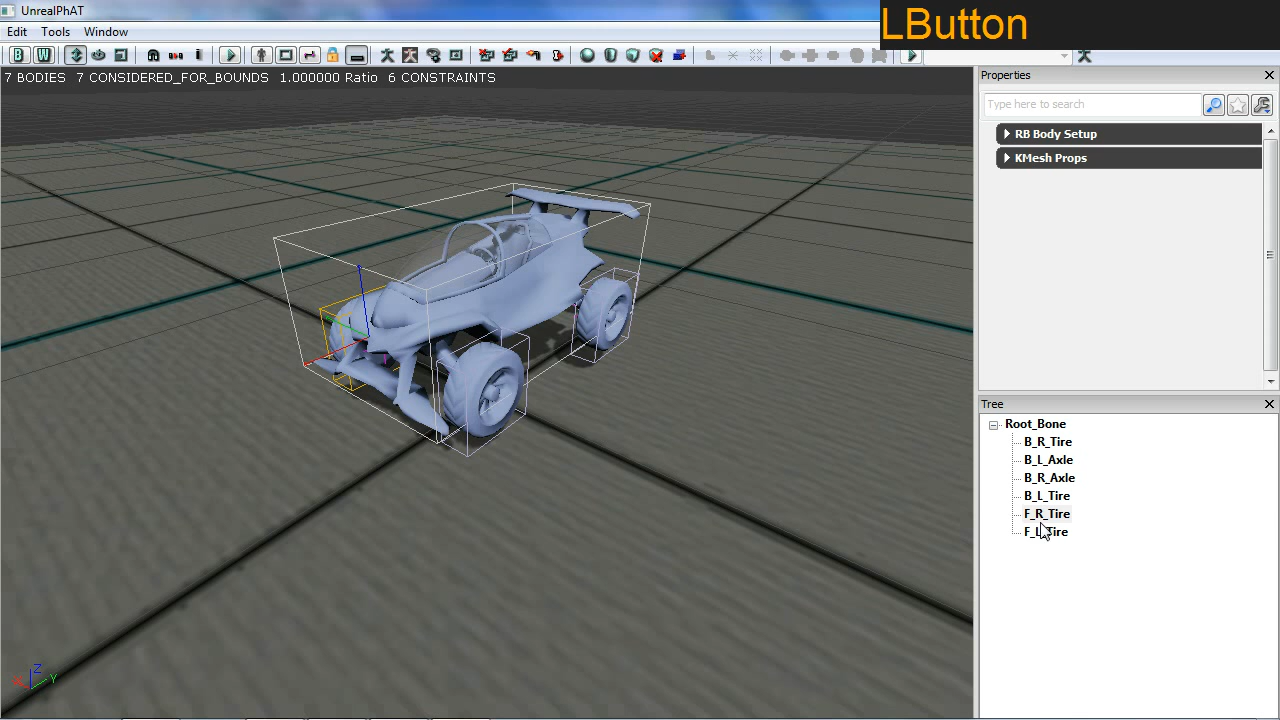 UnrealPhAT
LButton
Edit Tools Window
B W
7 BODIES 7 CONSIDERED_FOR_BOUNDS 1.000000 Ratio 6 CONSTRAINTS
Properties
Type here to search
RB Body Setup
KMesh Props
Tree
Root_Bone
B_R_Tire
B_L_Axle
B_R_Axle
B_L_Tire
F_R_Tire
F_L_Tire
Z
X Y